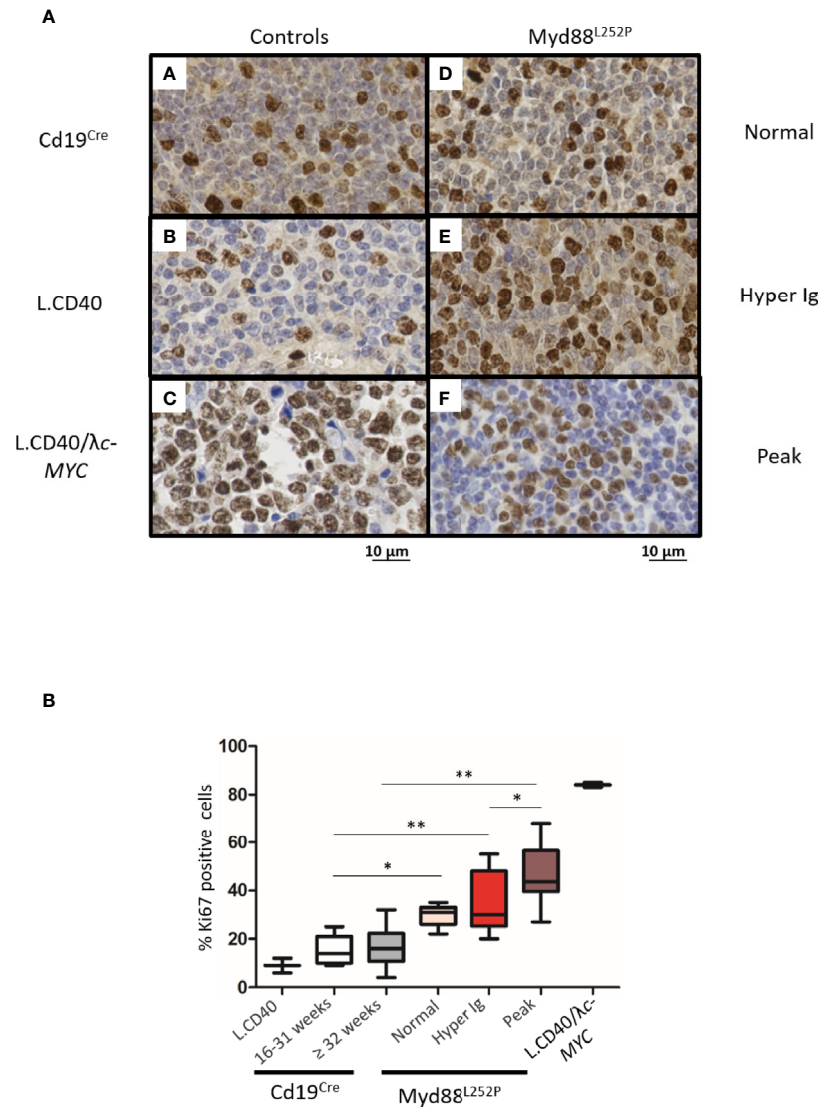 A
Controls
Myd88L252P
A
D
Cd19Cre
Normal
B
E
L.CD40
Hyper Ig
C
F
L.CD40/λc-
MYC
Peak
10 μm
10 μm
B
% Ki67 positive cells
100
80
60
40
20
0
**
*
**
*
L.CD40
16-31 weeks
≥ 32 weeks
Normal
Hyper Ig
Peak
L.CD40/λc-
MYC
Cd19Cre
Myd88L252P